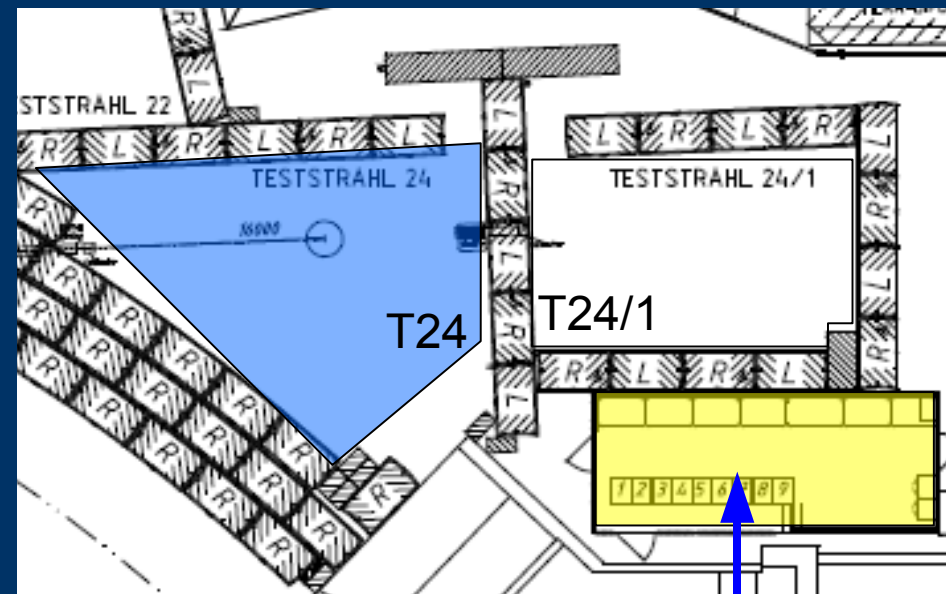 STSTRAHL 22
R L R L R L
L R L R
TESTSTRAHL 24
TESTSTRAHL 24/1
16000
T24
T24/1
R L R L
1 2 3 4 5 6 7 8 9